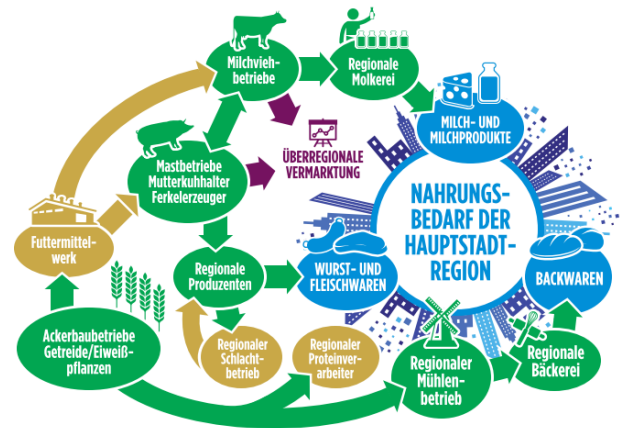 Milchvieh-
betriebe
Regionale
Molkerei
MILCH- UND
MILCHPRODUKTE
ÜBERREGIONALE
VERMARKTUNG
Mastbetriebe
Mutterkuhhalter
Ferkelerzeuger
NAHRUNGS-
BEDARF DER
HAUPTSTADT-
REGION
Futtermittel-
werk
Regionale
Produzenten
WURST- UND
FLEISCHWAREN
BACKWAREN
Ackerbaubetriebe
Getreide/Eiweiß-
pflanzen
Regionaler
Schlacht-
betrieb
Regionaler
Proteinver-
arbeiter
Regionaler
Mühlen-
betrieb
Regionale
Bäckerei